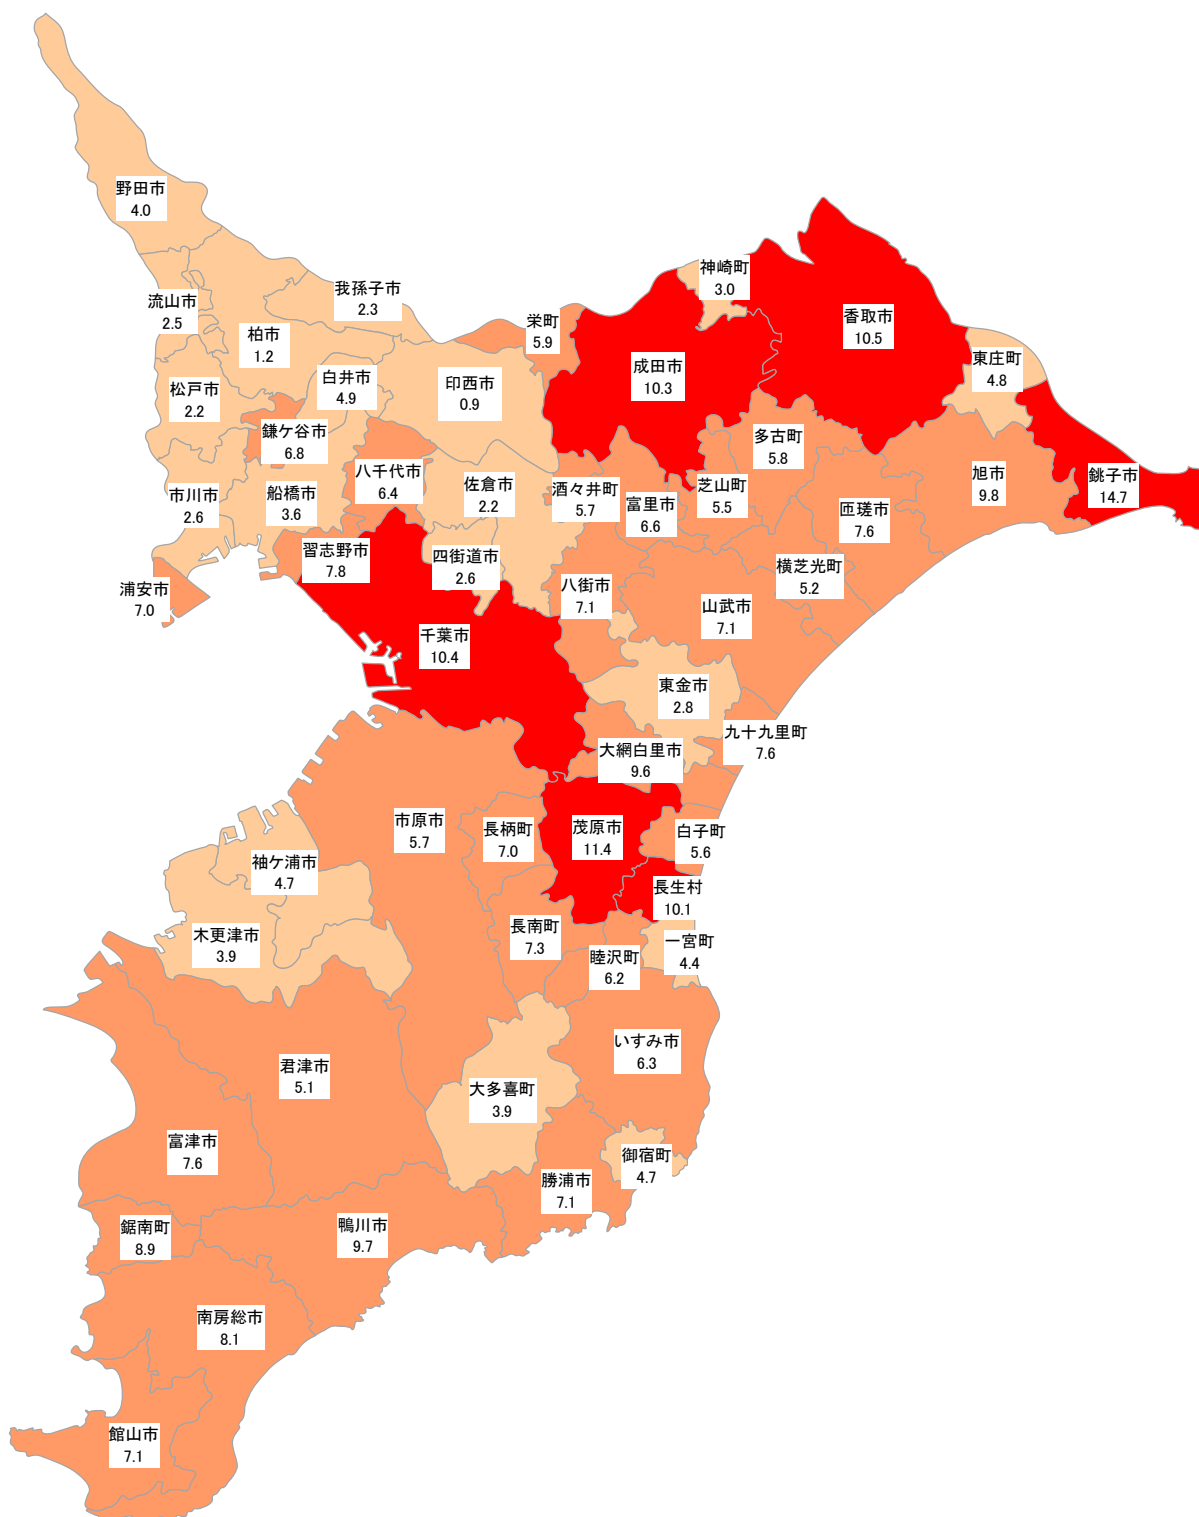 野田市
4.0
神崎町
3.0
我孫子市
2.3
流山市
2.5
栄町
5.9
香取市
10.5
柏市
1.2
成田市
10.3
東庄町
4.8
白井市
4.9
印西市
0.9
松戸市
2.2
鎌ケ谷市
6.8
多古町
5.8
銚子市
14.7
八千代市
6.4
旭市
9.8
佐倉市
2.2
酒々井町
5.7
芝山町
5.5
市川市
2.6
船橋市
3.6
富里市
6.6
匝瑳市
7.6
習志野市
7.8
四街道市
2.6
横芝光町
5.2
浦安市
7.0
八街市
7.1
山武市
7.1
千葉市
10.4
東金市
2.8
九十九里町
7.6
大網白里市
9.6
市原市
5.7
長柄町
7.0
茂原市
11.4
白子町
5.6
袖ケ浦市
4.7
長生村
10.1
木更津市
3.9
長南町
7.3
一宮町
4.4
睦沢町
6.2
いすみ市
6.3
君津市
5.1
大多喜町
3.9
富津市
7.6
御宿町
4.7
勝浦市
7.1
鋸南町
8.9
鴨川市
9.7
南房総市
8.1
館山市
7.1